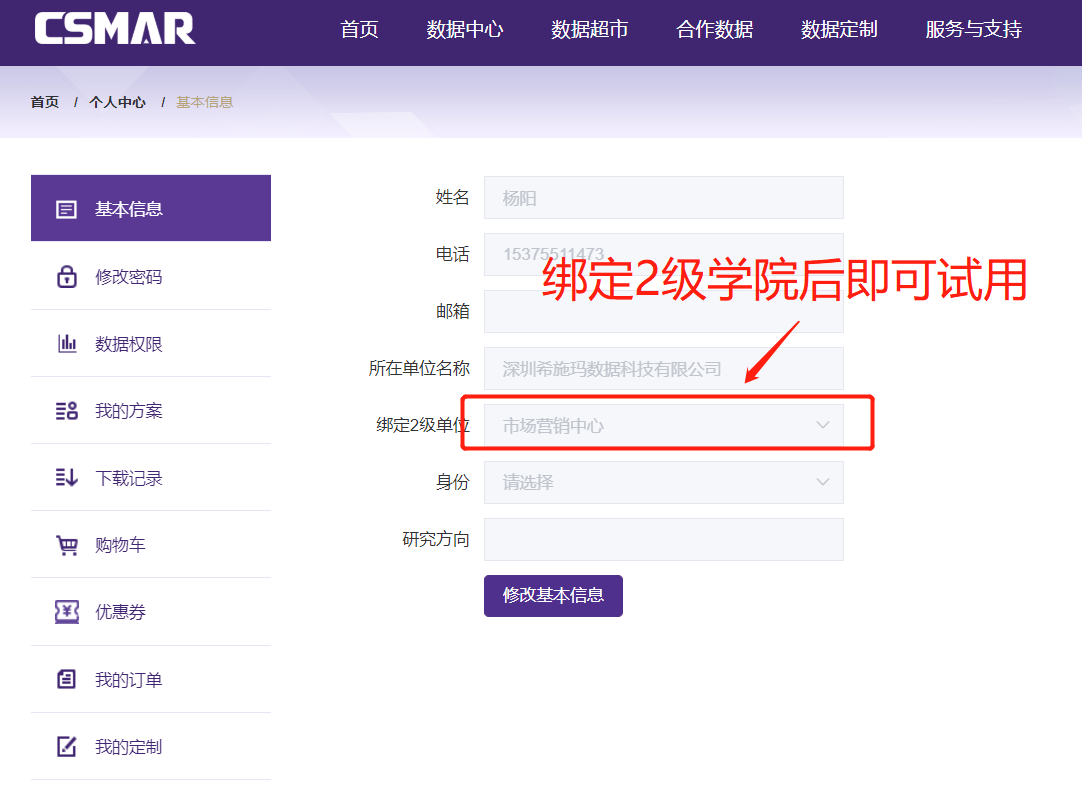 CSMAR
首页 数据中心 数据超市 合作数据 数据定制 服务与支持
首页 / 个人中心 / 基本信息
基本信息
修改密码
数据权限
我的方案
下载记录
购物车
优惠券
我的订单
我的定制
姓名 杨阳
电话 15375511473
绑定2级学院后即可试用
邮箱
所在单位名称 深圳希施玛数据科技有限公司
绑定2级单位 市场营销中心
身份 请选择
研究方向
修改基本信息